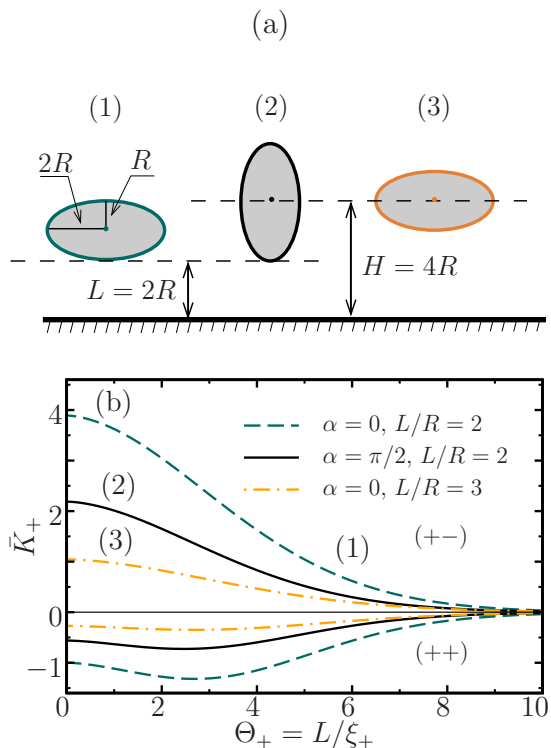 (a)
(1) (2) (3)
2R R
L = 2R
H = 4R
(b)
α = 0, L/R = 2
α = π/2, L/R = 2
α = 0, L/R = 3
(1)
(2)
(3)
(+−)
(++)
K̄₊
4
2
0
−1
0 2 4 6 8 10
Θ₊ = L/ξ₊